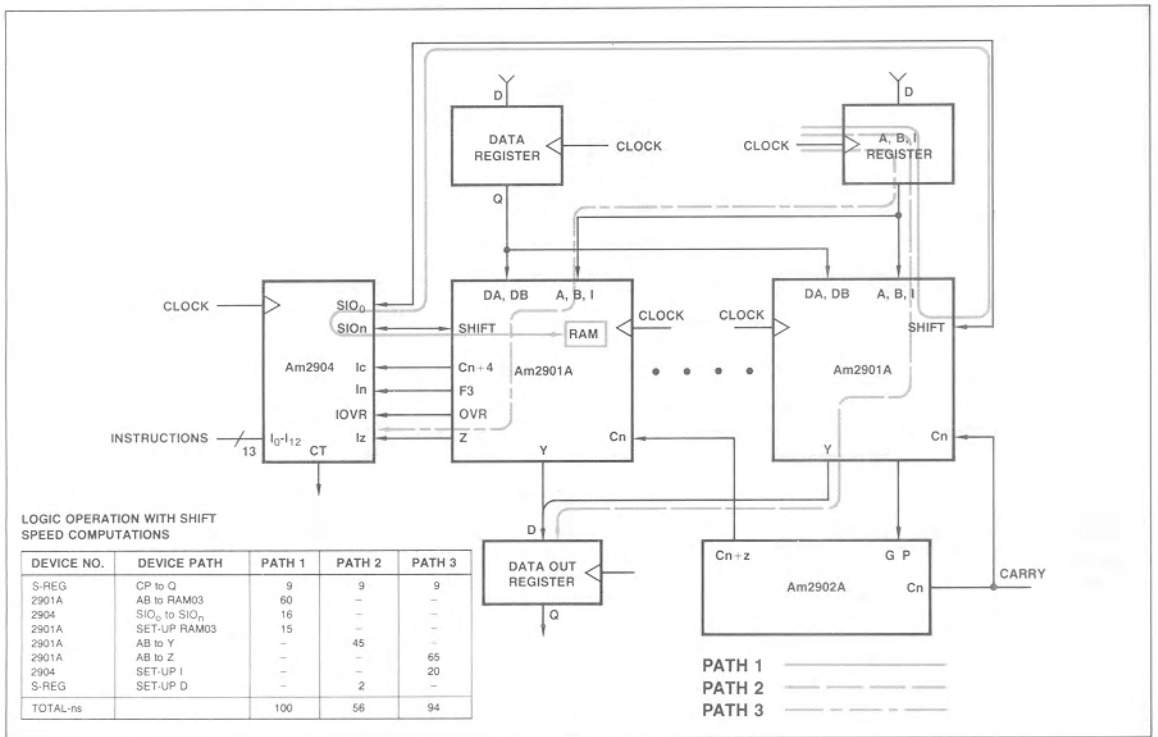 D
D
DATA
REGISTER
CLOCK
CLOCK
A, B, I
REGISTER
Q
CLOCK
SIO₀
SIOn
Ic
In
IOVR
Iz
Am2904
INSTRUCTIONS
13
I₀-I₁₂
CT
DA, DB
A, B, I
SHIFT
RAM
CLOCK
Cn+4
Am2901A
F3
OVR
Z
Cn
Y
CLOCK
DA, DB
A, B, I
SHIFT
Am2901A
Cn
Y
D
DATA OUT
REGISTER
Q
Cn+z
G P
Am2902A
Cn
CARRY
LOGIC OPERATION WITH SHIFT
SPEED COMPUTATIONS
DEVICE NO. DEVICE PATH PATH 1 PATH 2 PATH 3
S-REG CP to Q 9 9 9
2901A AB to RAM03 60 – –
2904 SIO₀ to SIOn 16 – –
2901A SET-UP RAM03 15 – –
2901A AB to Y – 45 –
2901A AB to Z – – 65
2904 SET-UP I – – 20
S-REG SET-UP D – 2 –
TOTAL-ns 100 56 94
PATH 1
PATH 2
PATH 3